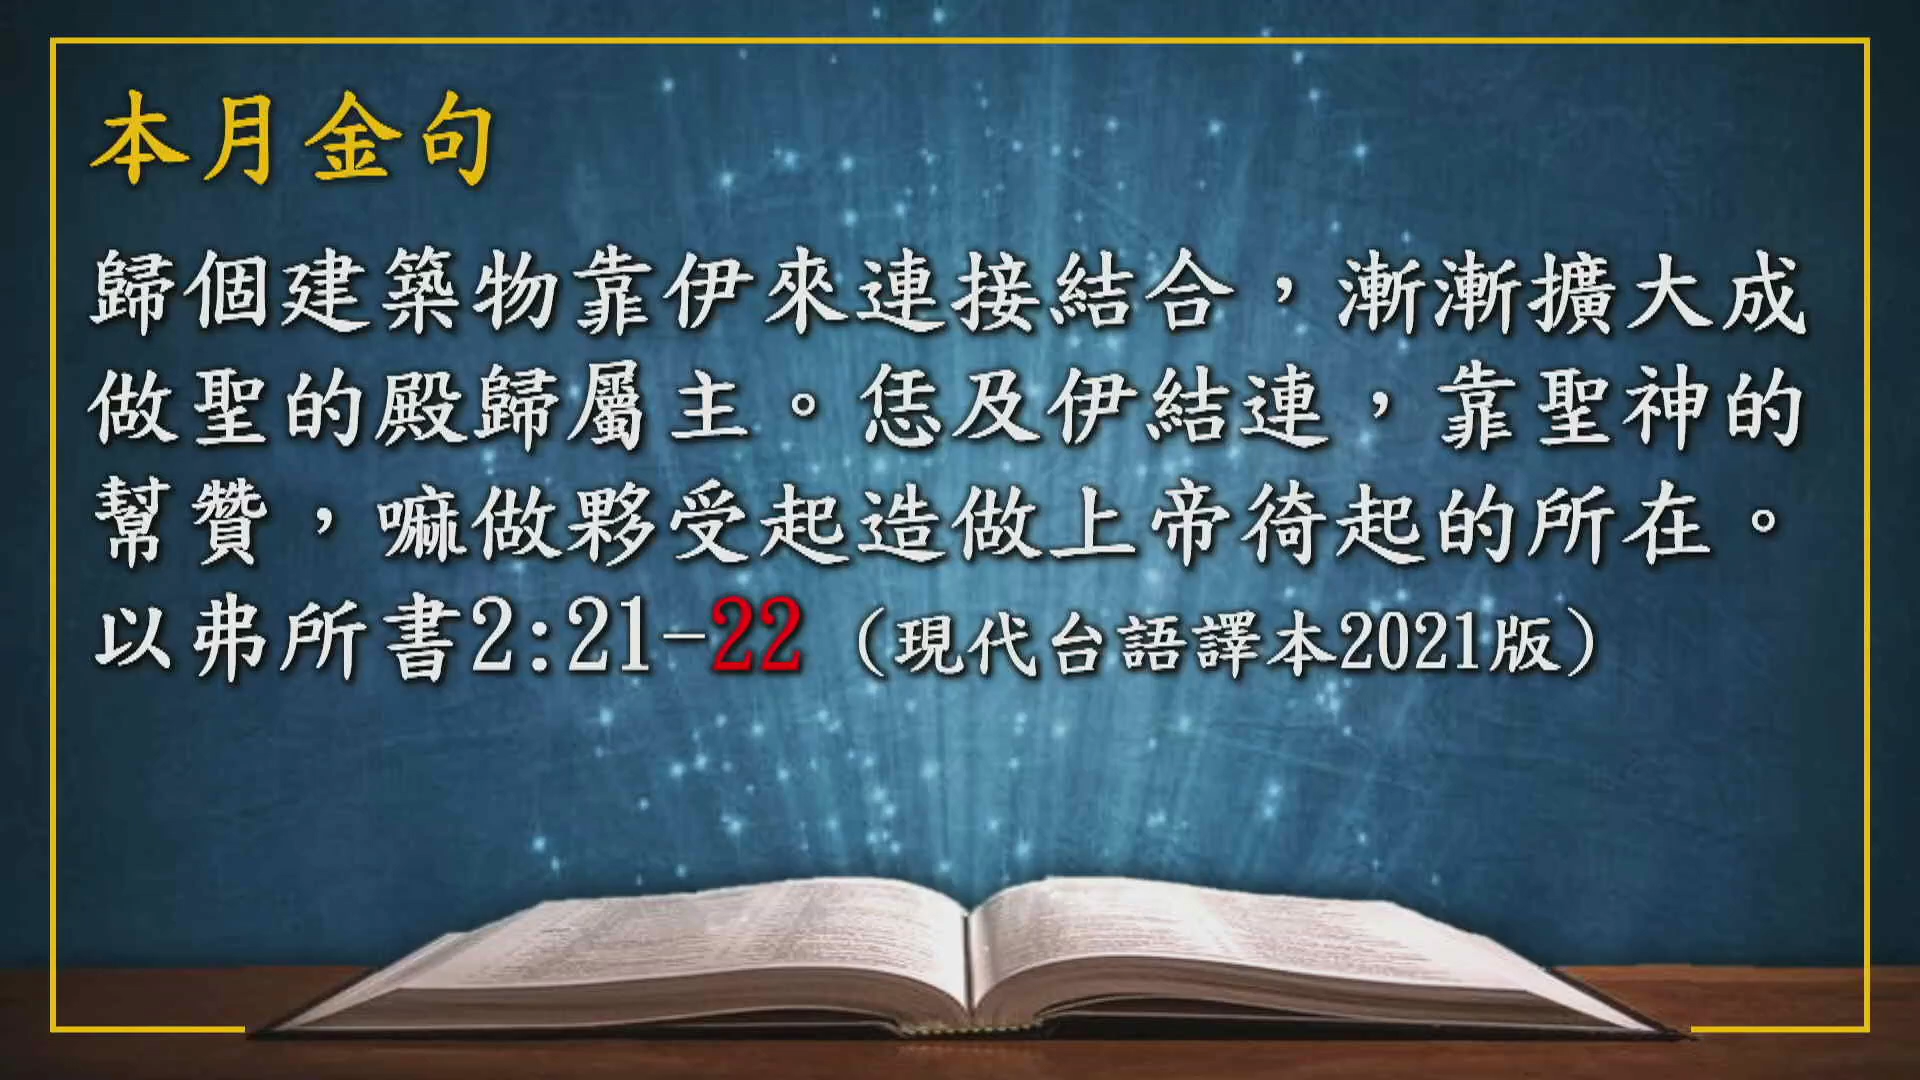 本月金句
歸個建築物靠伊來連接結合，漸漸擴大成
做聖的殿歸屬主。恁及伊結連，靠聖神的
幫贊，嘛做夥受起造做上帝徛起的所在。
以弗所書2:21-22（現代台語譯本2021版）